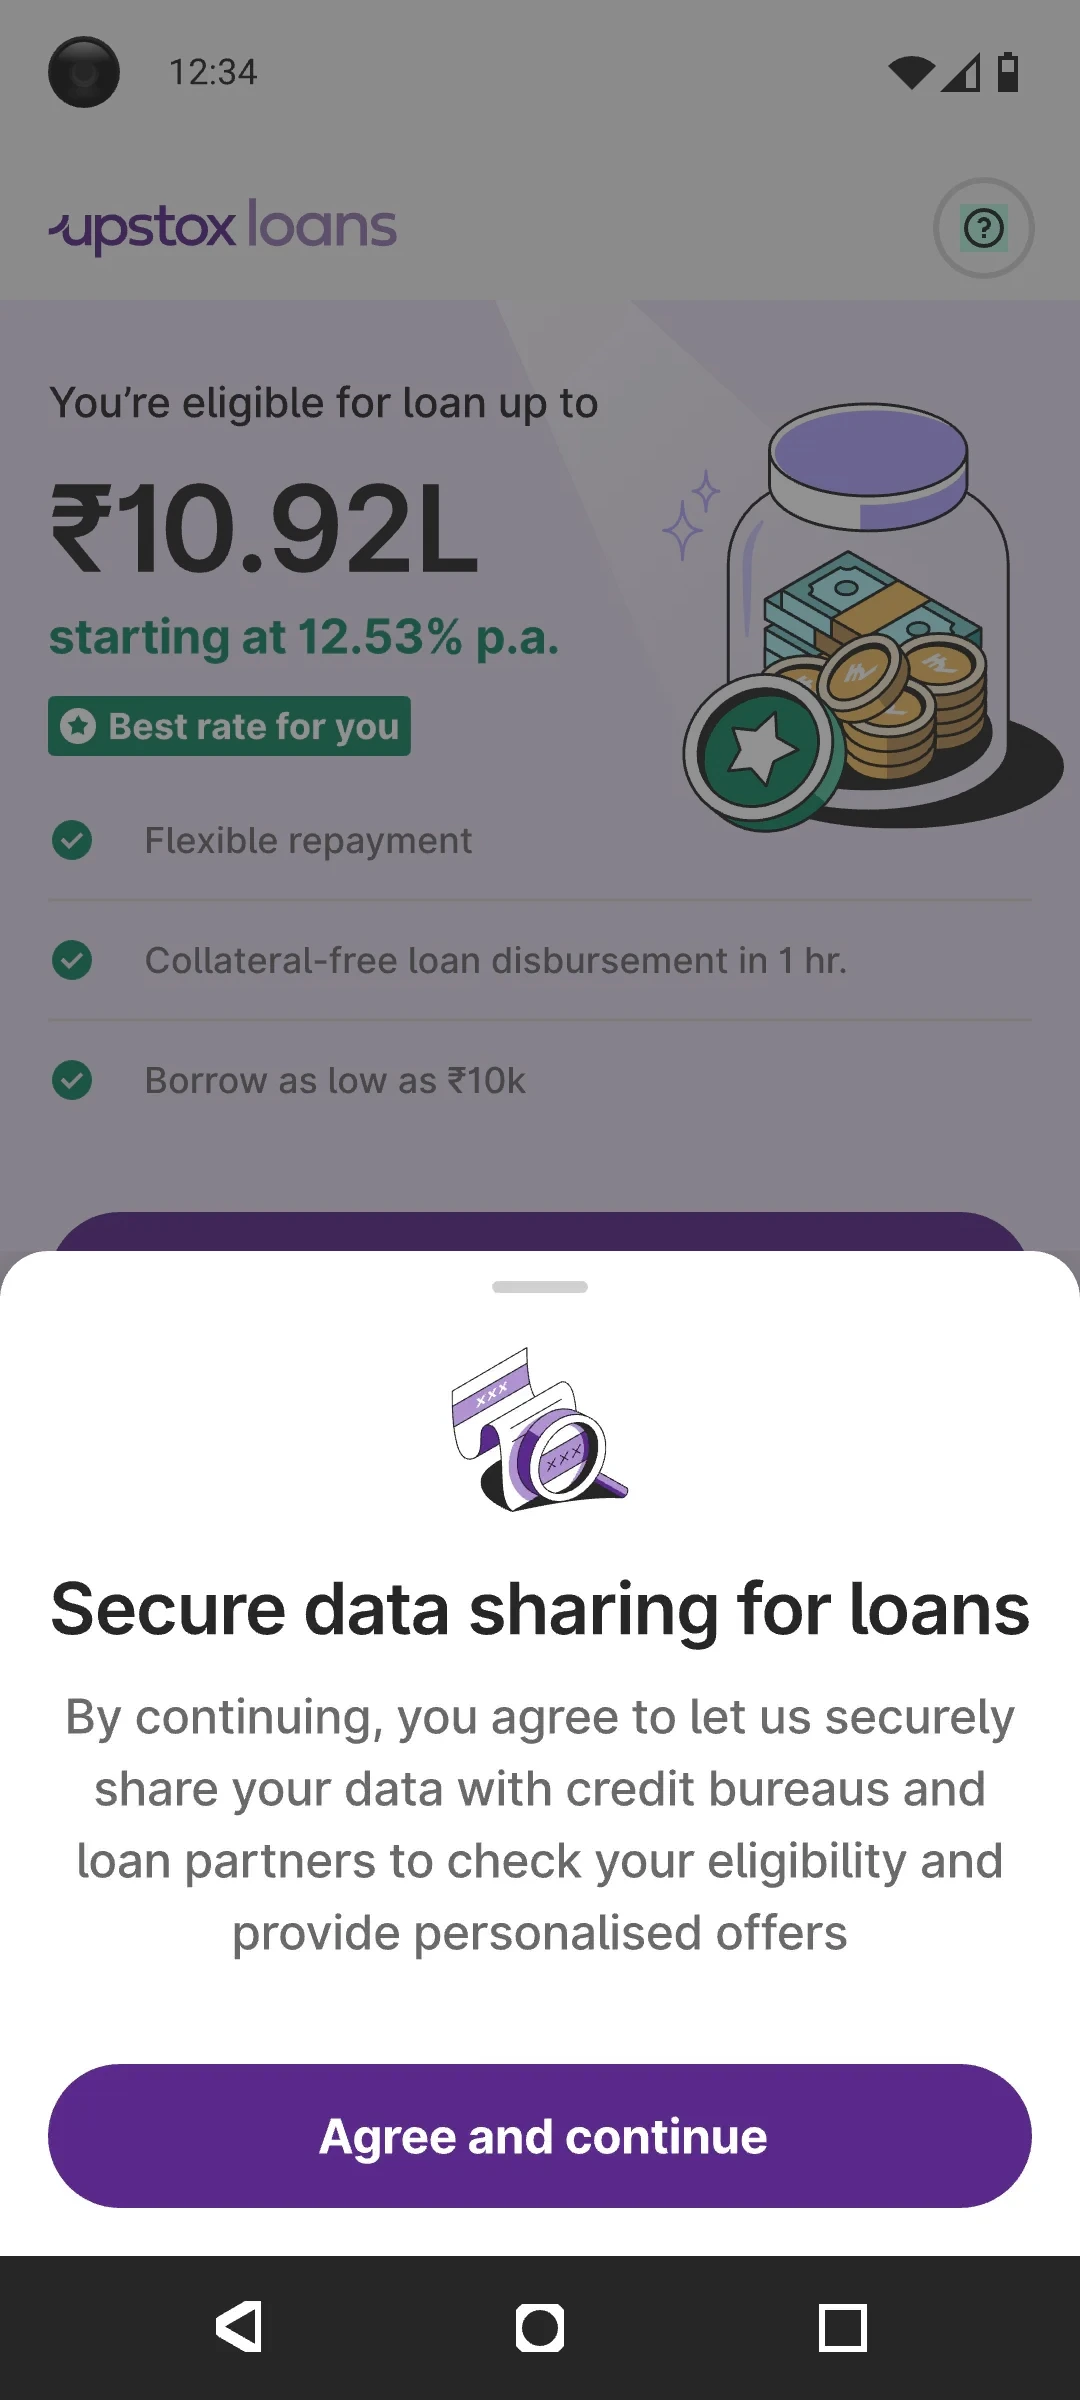 12:34
upstox loans
?
You’re eligible for loan up to
₹10.92L
starting at 12.53% p.a.
Best rate for you
Flexible repayment
Collateral-free loan disbursement in 1 hr.
Borrow as low as ₹10k
xxx
xxx
Secure data sharing for loans
By continuing, you agree to let us securely
share your data with credit bureaus and
loan partners to check your eligibility and
provide personalised offers
Agree and continue